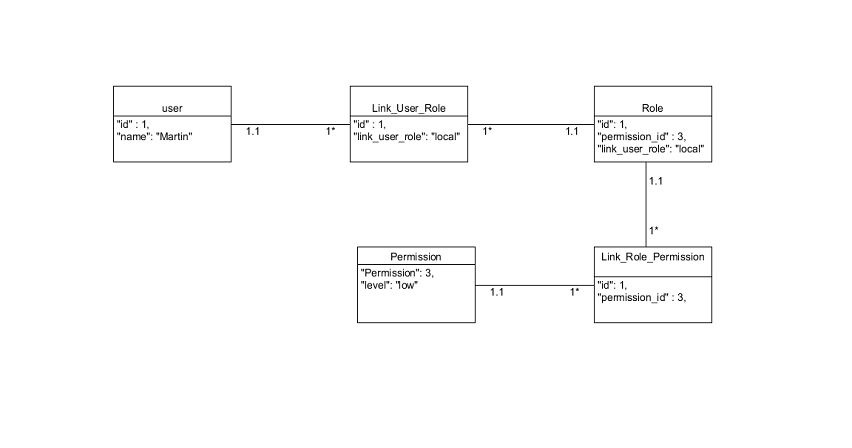 user
"id" : 1,
"name": "Martin"
1.1
1*
Link_User_Role
"id" : 1,
"link_user_role": "local"
1*
1.1
Role
"id": 1,
"permission_id" : 3,
"link_user_role": "local"
1.1
1*
Permission
"Permission": 3,
"level": "low"
1.1
1*
Link_Role_Permission
"id": 1,
"permission_id" : 3,